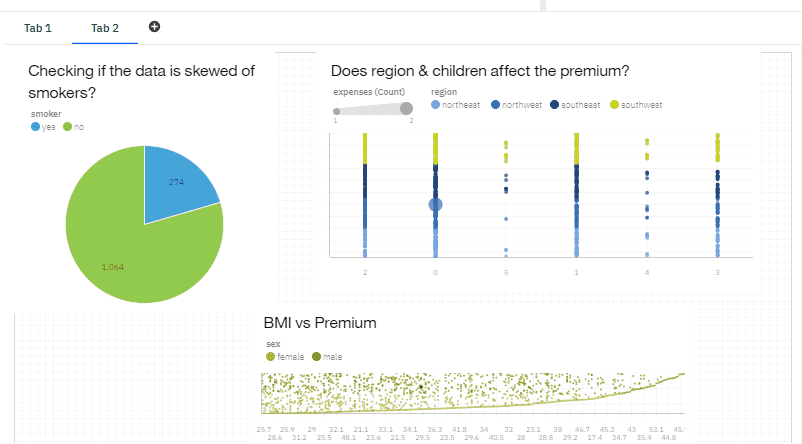 Tab 1 Tab 2
Checking if the data is skewed of
smokers?
smoker
yes no
274
1,064
Does region & children affect the premium?
expenses (Count) region
northeast northwest southeast southwest
1 2
2 0 5 1 4 3
BMI vs Premium
sex
female male
25.7 25.9 29 32.1 33.1 34.1 36.3 41.8 34 32 23.1 38 46.7 45.3 43 53.1 45.
28.6 31.2 25.5 48.1 23.6 21.5 29.5 23.5 29.6 40.5 28 38.8 29.2 17.4 34.7 35.4 44.8